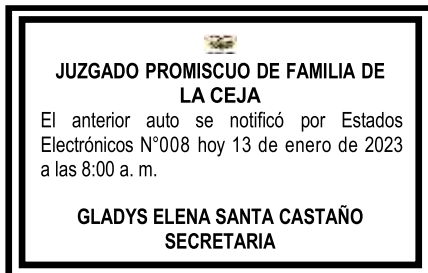 JUZGADO PROMISCUO DE FAMILIA DE
LA CEJA
El anterior auto se notificó por Estados
Electrónicos N°008 hoy 13 de enero de 2023
a las 8:00 a. m.
GLADYS ELENA SANTA CASTAÑO
SECRETARIA